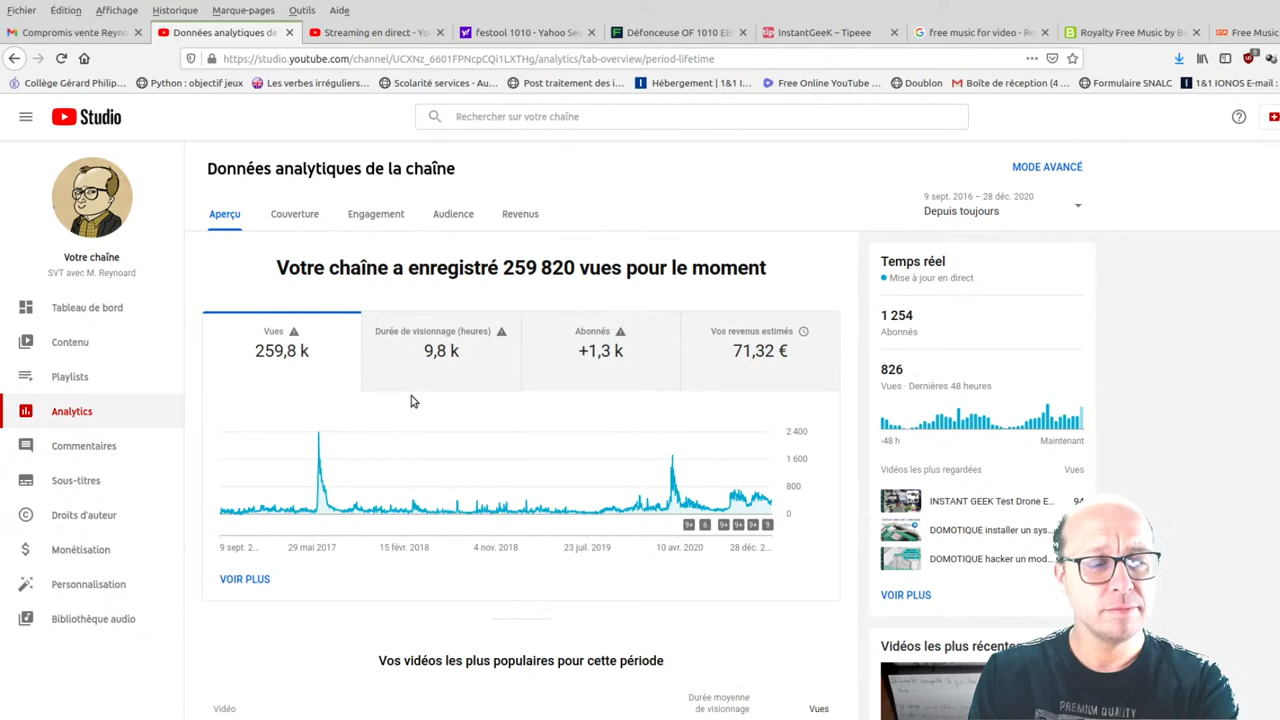 Fichier Édition Affichage Historique Marque-pages Outils Aide
Compromis vente Reyno
Données analytiques de
Streaming en direct - Yo
festool 1010 - Yahoo Sea
Défonceuse OF 1010 EB
InstantGeeK – Tipeee
free music for video - Re
Royalty Free Music by Be
Free Music
https://studio.youtube.com/channel/UCXNz_6601FPNcpCQi1LXTHg/analytics/tab-overview/period-lifetime
Collège Gérard Philip...
Python : objectif jeux
Les verbes irréguliers...
Scolarité services - Au...
Post traitement des i...
Hébergement | 1&1 I...
Free Online YouTube ...
Doublon
Boîte de réception (4 ...
Formulaire SNALC
1&1 IONOS E-mail :
Studio
Rechercher sur votre chaîne
Votre chaîne
SVT avec M. Reynoard
Tableau de bord
Contenu
Playlists
Analytics
Commentaires
Sous-titres
Droits d'auteur
Monétisation
Personnalisation
Bibliothèque audio
Données analytiques de la chaîne
MODE AVANCÉ
Aperçu Couverture Engagement Audience Revenus
9 sept. 2016 – 28 déc. 2020
Depuis toujours
Votre chaîne a enregistré 259 820 vues pour le moment
Vues
259,8 k
Durée de visionnage (heures)
9,8 k
Abonnés
+1,3 k
Vos revenus estimés
71,32 €
2 400
1 600
800
0
9+ 6 9+ 9+ 9+ 9
9 sept. 2... 29 mai 2017 15 févr. 2018 4 nov. 2018 23 juil. 2019 10 avr. 2020 28 déc. 2...
VOIR PLUS
Vos vidéos les plus populaires pour cette période
Vidéo
Durée moyenne
de visionnage
Vues
Temps réel
Mise à jour en direct
1 254
Abonnés
826
Vues · Dernières 48 heures
-48 h Maintenant
Vidéos les plus regardées Vues
INSTANT GEEK Test Drone E... 94
DOMOTIQUE installer un sys...
DOMOTIQUE hacker un mod...
VOIR PLUS
Vidéos les plus récentes
PREMIUM QUALITY